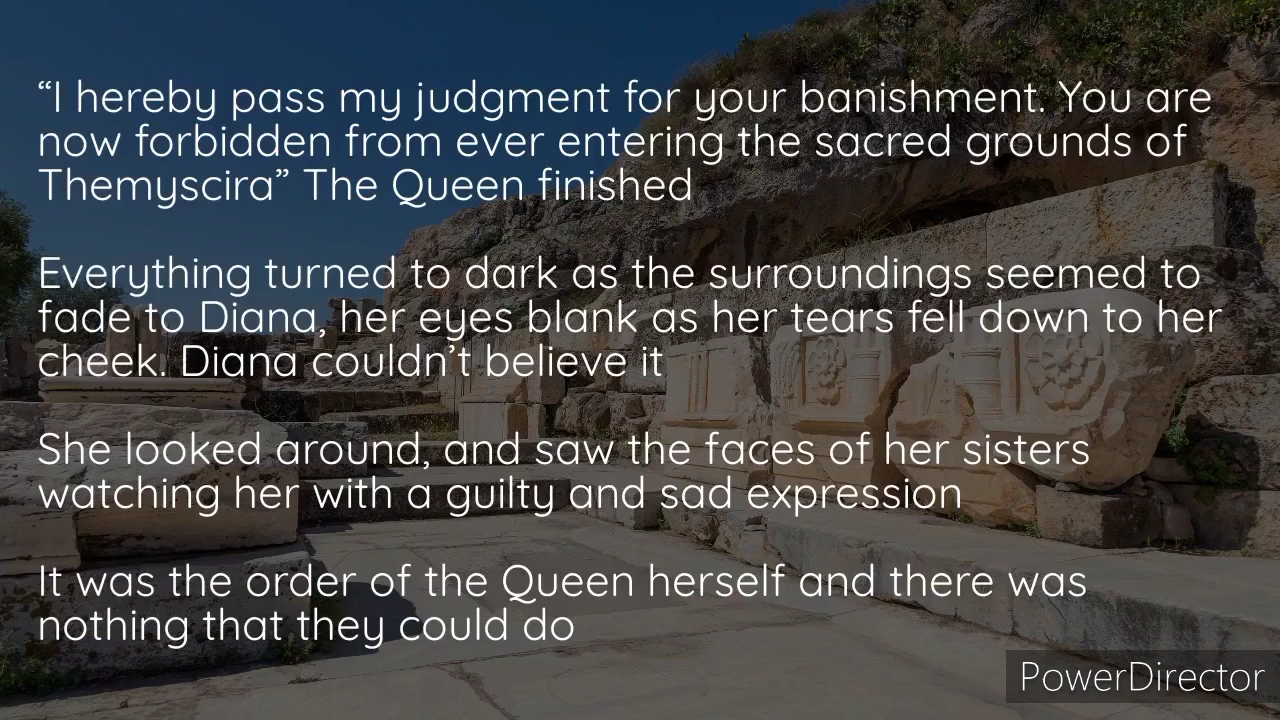 “I hereby pass my judgment for your banishment. You are
now forbidden from ever entering the sacred grounds of
Themyscira” The Queen finished
Everything turned to dark as the surroundings seemed to
fade to Diana, her eyes blank as her tears fell down to her
cheek. Diana couldn’t believe it
She looked around, and saw the faces of her sisters
watching her with a guilty and sad expression
It was the order of the Queen herself and there was
nothing that they could do
PowerDirector